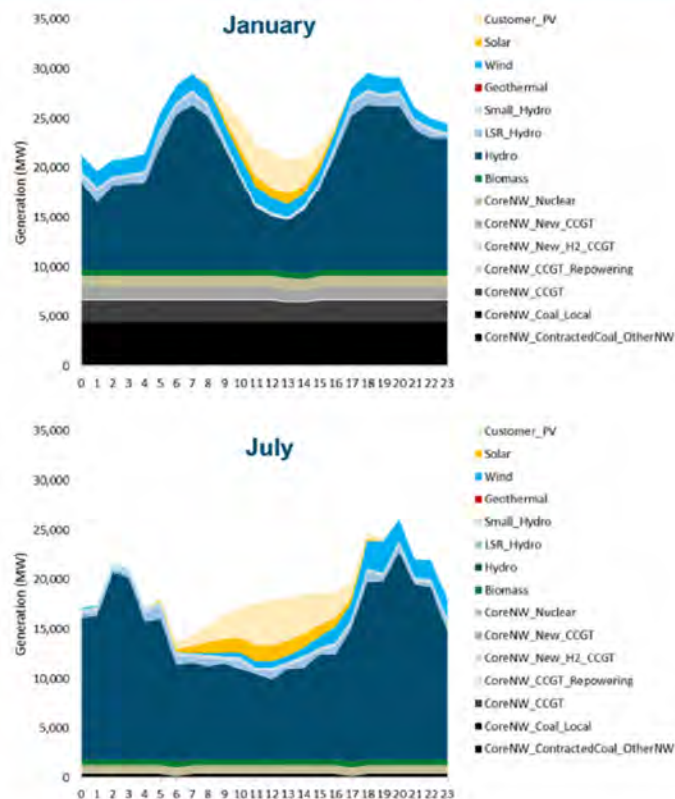 January
Generation (MW)
35,000
30,000
25,000
20,000
15,000
10,000
5,000
0
0 1 2 3 4 5 6 7 8 9 10 11 12 13 14 15 16 17 18 19 20 21 22 23
Customer_PV
Solar
Wind
Geothermal
Small_Hydro
LSR_Hydro
Hydro
Biomass
CoreNW_Nuclear
CoreNW_New_CCGT
CoreNW_New_H2_CCGT
CoreNW_CCGT_Repowering
CoreNW_CCGT
CoreNW_Coal_Local
CoreNW_ContractedCoal_OtherNW
July
Generation (MW)
35,000
30,000
25,000
20,000
15,000
10,000
5,000
0
0 1 2 3 4 5 6 7 8 9 10 11 12 13 14 15 16 17 18 19 20 21 22 23
Customer_PV
Solar
Wind
Geothermal
Small_Hydro
LSR_Hydro
Hydro
Biomass
CoreNW_Nuclear
CoreNW_New_CCGT
CoreNW_New_H2_CCGT
CoreNW_CCGT_Repowering
CoreNW_CCGT
CoreNW_Coal_Local
CoreNW_ContractedCoal_OtherNW